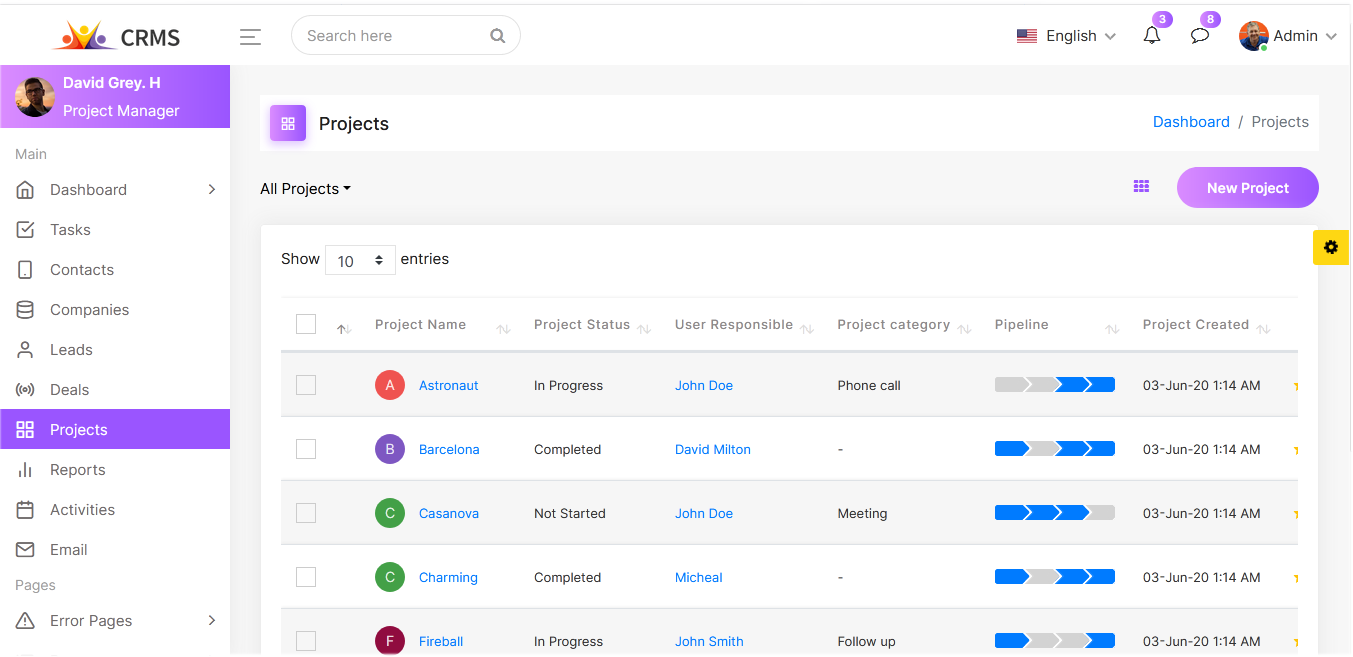 CRMS
Search here
English
3
8
Admin
David Grey. H
Project Manager
Main
Dashboard
Tasks
Contacts
Companies
Leads
Deals
Projects
Reports
Activities
Email
Pages
Error Pages
Projects
Dashboard / Projects
All Projects
New Project
Show 10 entries
Project Name Project Status User Responsible Project category Pipeline Project Created
A Astronaut In Progress John Doe Phone call 03-Jun-20 1:14 AM
B Barcelona Completed David Milton - 03-Jun-20 1:14 AM
C Casanova Not Started John Doe Meeting 03-Jun-20 1:14 AM
C Charming Completed Micheal - 03-Jun-20 1:14 AM
F Fireball In Progress John Smith Follow up 03-Jun-20 1:14 AM